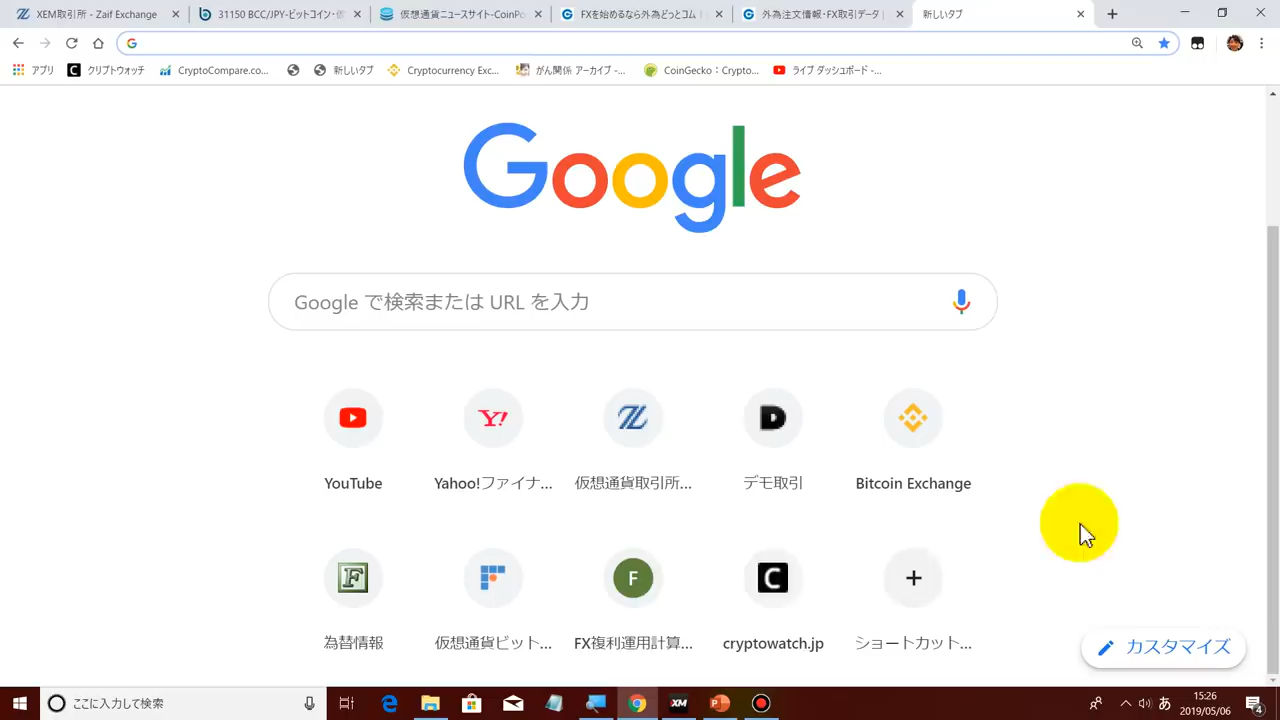 XEM取引所 - Zaif Exchange
31150 BCC/JPY-ビットコイン・仮
仮想通貨ニュースサイト-CoinPo
FXを始めるなら外為どっとコム|
外為注文情報・FX取引データ|
新しいタブ
アプリ
クリプトウォッチ
CryptoCompare.co...
新しいタブ
Cryptocurrency Exc...
がん関係 アーカイブ -...
CoinGecko：Crypto...
ライブ ダッシュボード -...
Google
Google で検索または URL を入力
YouTube
Yahoo!ファイナ...
仮想通貨取引所...
デモ取引
Bitcoin Exchange
為替情報
仮想通貨ビット...
FX複利運用計算...
cryptowatch.jp
ショートカット...
カスタマイズ
ここに入力して検索
XM
あ
15:26
2019/05/06
4